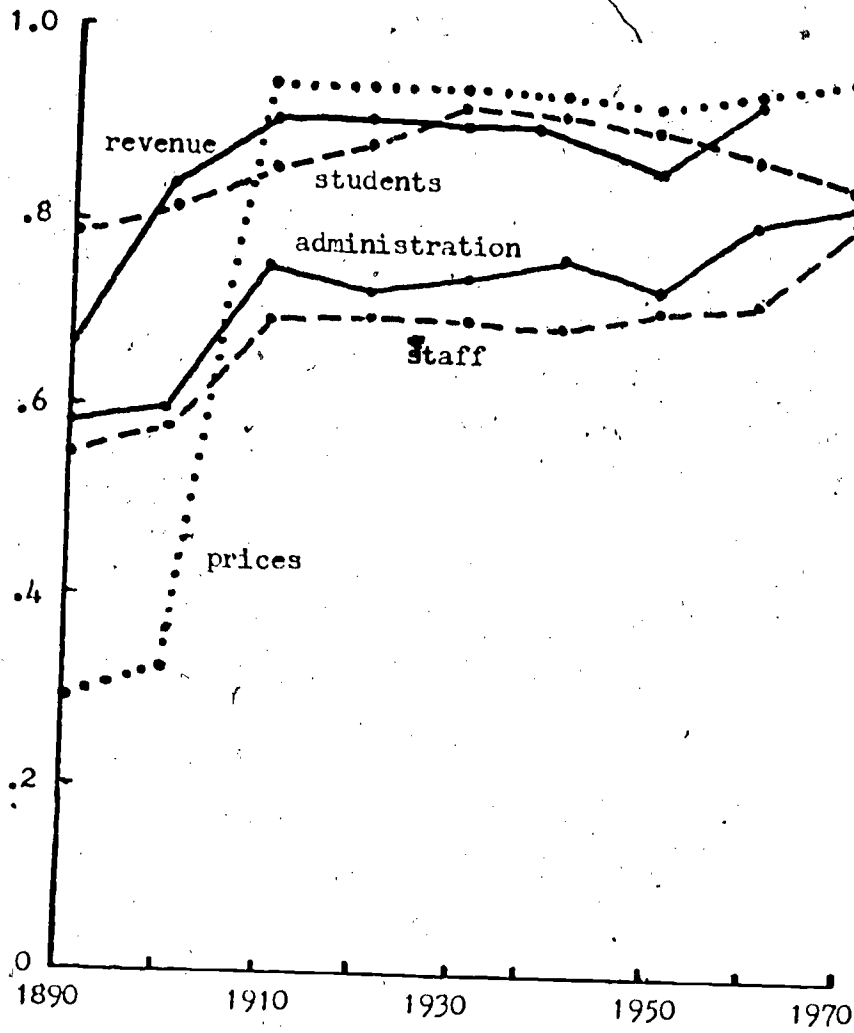 1.0
revenue
students
.8
administration
staff
.6
prices
.4
.2
0
1890 1910 1930 1950 1970